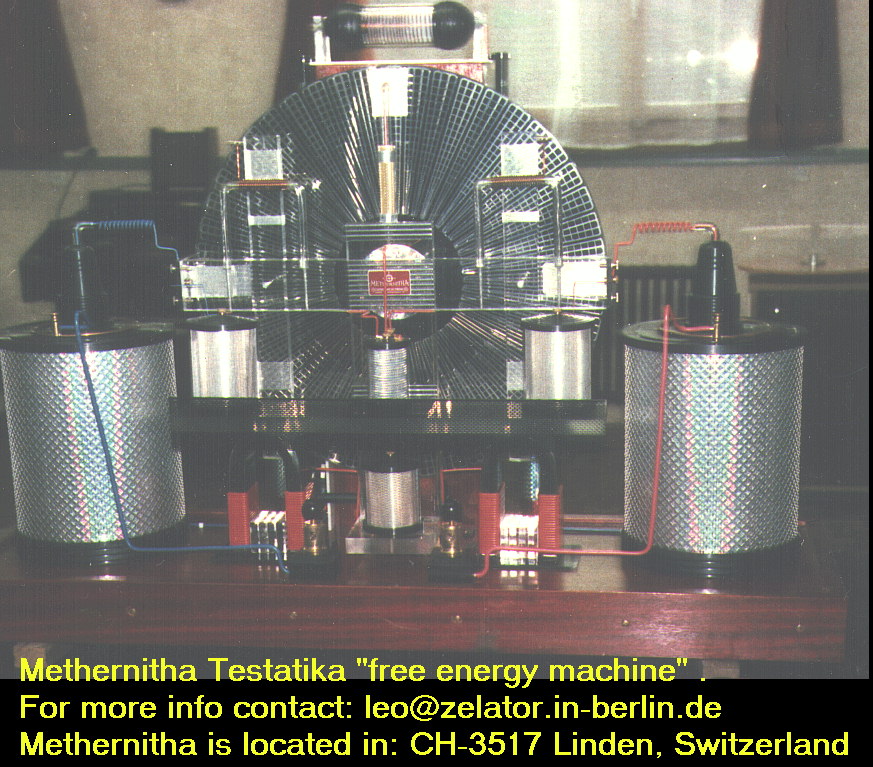 METHERNITHA
Methernitha Testatika "free energy machine" .
For more info contact: leo@zelator.in-berlin.de
Methernitha is located in: CH-3517 Linden, Switzerland